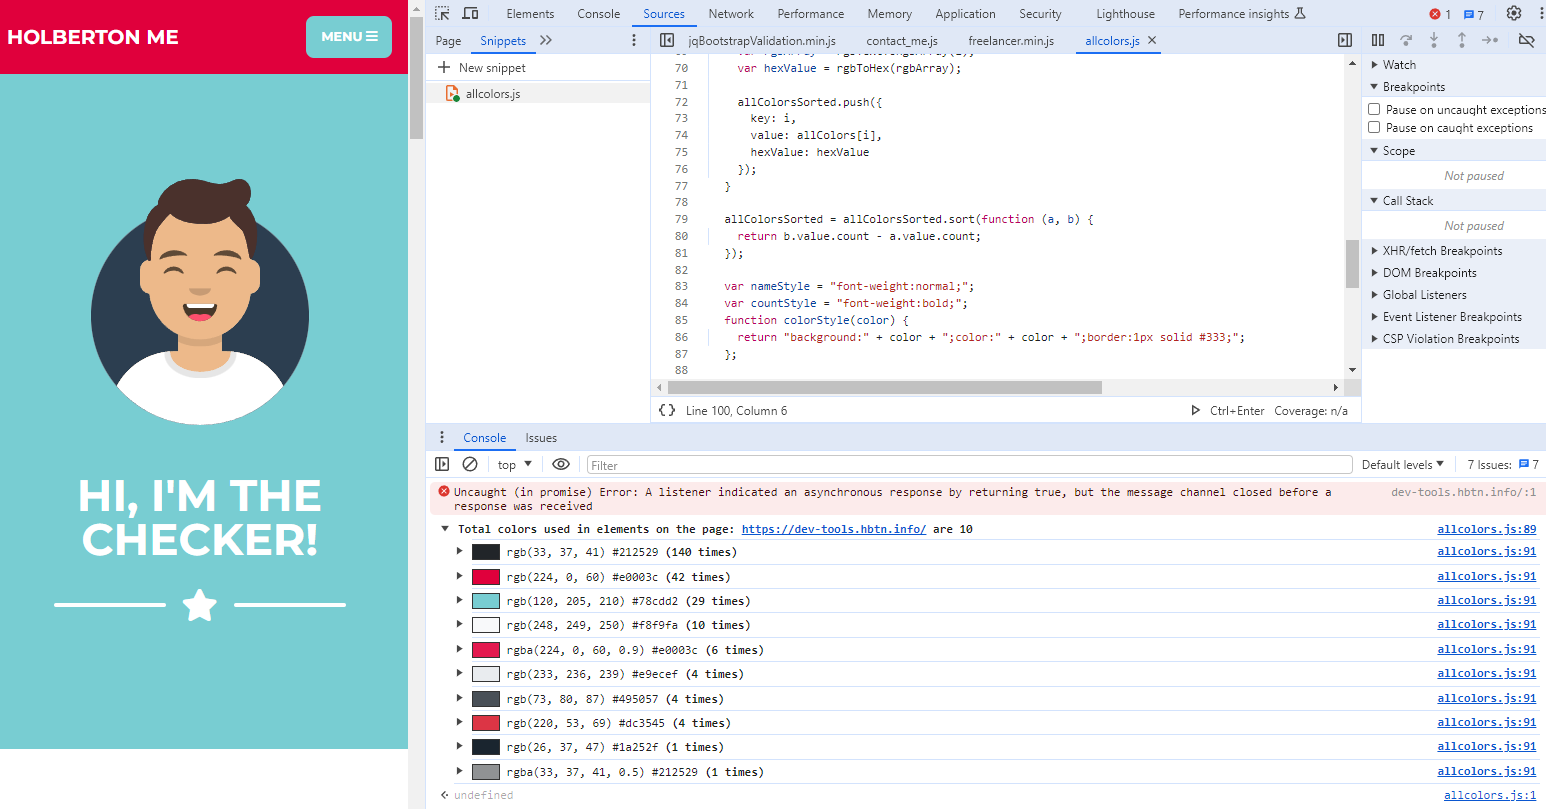 HOLBERTON ME
MENU
HI, I'M THE
CHECKER!
Elements Console Sources Network Performance Memory Application Security Lighthouse Performance insights 1 7
Page Snippets
jqBootstrapValidation.min.js contact_me.js freelancer.min.js allcolors.js
New snippet
allcolors.js
70 var hexValue = rgbToHex(rgbArray);
71
72 allColorsSorted.push({
73 key: i,
74 value: allColors[i],
75 hexValue: hexValue
76 });
77 }
78
79 allColorsSorted = allColorsSorted.sort(function (a, b) {
80 return b.value.count - a.value.count;
81 });
82
83 var nameStyle = "font-weight:normal;";
84 var countStyle = "font-weight:bold;";
85 function colorStyle(color) {
86 return "background:" + color + ";color:" + color + ";border:1px solid #333;";
87 };
88
{ } Line 100, Column 6 Ctrl+Enter Coverage: n/a
Watch
Breakpoints
Pause on uncaught exceptions
Pause on caught exceptions
Scope
Not paused
Call Stack
Not paused
XHR/fetch Breakpoints
DOM Breakpoints
Global Listeners
Event Listener Breakpoints
CSP Violation Breakpoints
Console Issues
top Filter Default levels 7 Issues: 7
Uncaught (in promise) Error: A listener indicated an asynchronous response by returning true, but the message channel closed before a dev-tools.hbtn.info/:1
response was received
Total colors used in elements on the page: https://dev-tools.hbtn.info/ are 10 allcolors.js:89
rgb(33, 37, 41) #212529 (140 times) allcolors.js:91
rgb(224, 0, 60) #e0003c (42 times) allcolors.js:91
rgb(120, 205, 210) #78cdd2 (29 times) allcolors.js:91
rgb(248, 249, 250) #f8f9fa (10 times) allcolors.js:91
rgba(224, 0, 60, 0.9) #e0003c (6 times) allcolors.js:91
rgb(233, 236, 239) #e9ecef (4 times) allcolors.js:91
rgb(73, 80, 87) #495057 (4 times) allcolors.js:91
rgb(220, 53, 69) #dc3545 (4 times) allcolors.js:91
rgb(26, 37, 47) #1a252f (1 times) allcolors.js:91
rgba(33, 37, 41, 0.5) #212529 (1 times) allcolors.js:91
undefined allcolors.js:1